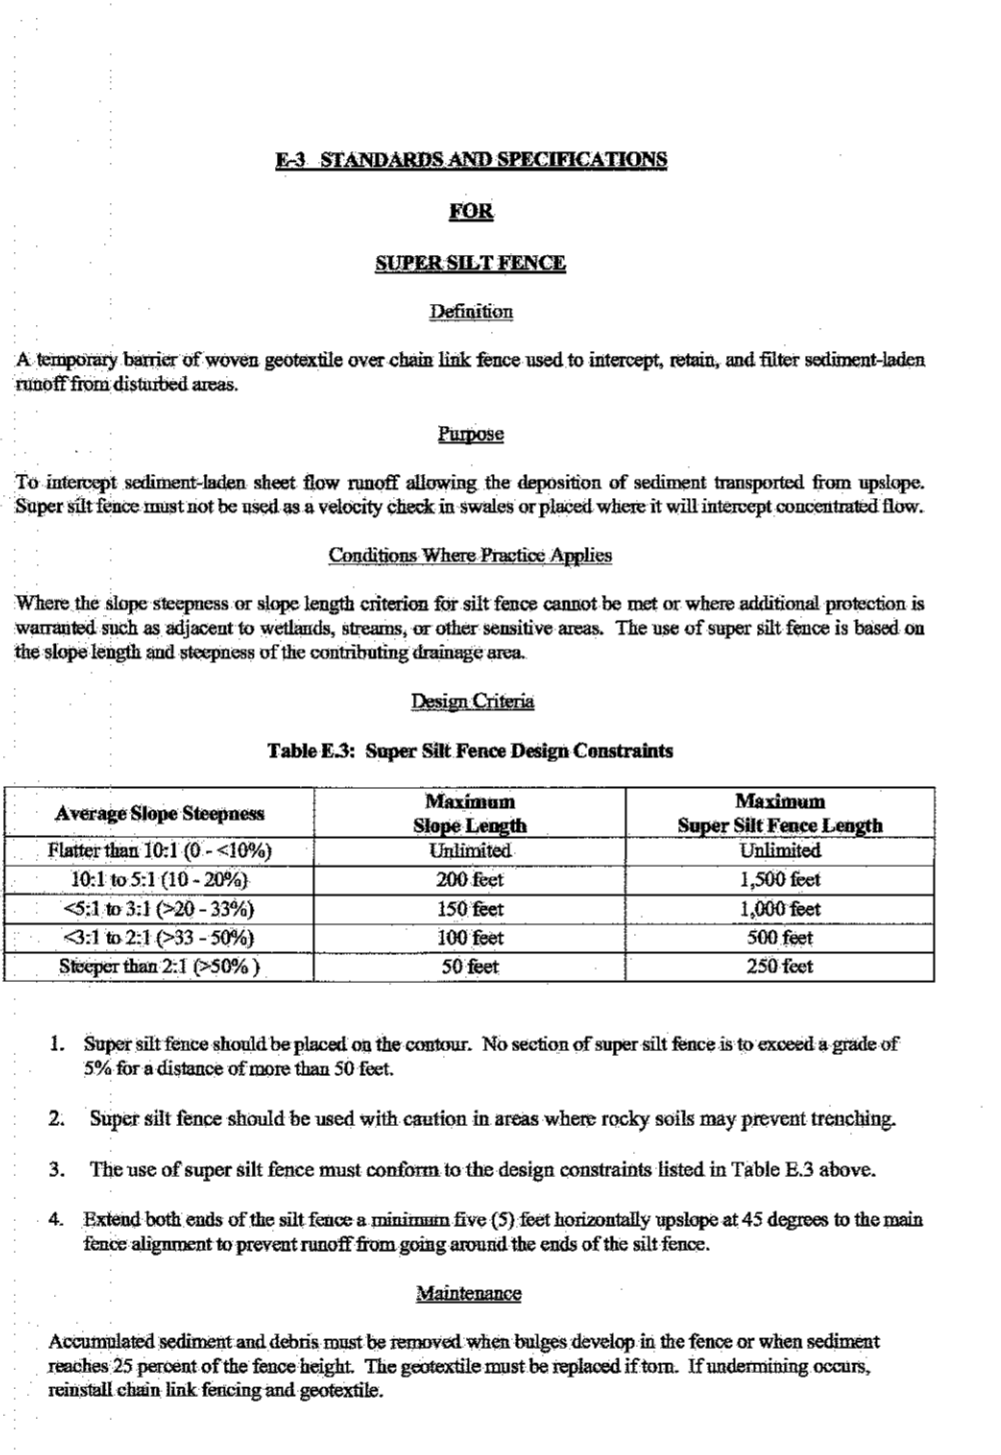 E-3 STANDARDS AND SPECIFICATIONS
FOR
SUPER SILT FENCE
Definition
A temporary barrier of woven geotextile over chain link fence used to intercept, retain, and filter sediment-laden
runoff from disturbed areas.
Purpose
To intercept sediment-laden sheet flow runoff allowing the deposition of sediment transported from upslope.
Super silt fence must not be used as a velocity check in swales or placed where it will intercept concentrated flow.
Conditions Where Practice Applies
Where the slope steepness or slope length criterion for silt fence cannot be met or where additional protection is
warranted such as adjacent to wetlands, streams, or other sensitive areas. The use of super silt fence is based on
the slope length and steepness of the contributing drainage area.
Design Criteria
Table E.3: Super Silt Fence Design Constraints
Average Slope Steepness Maximum Slope Length Maximum Super Silt Fence Length
Flatter than 10:1 (0 - <10%) Unlimited Unlimited
10:1 to 5:1 (10 - 20%) 200 feet 1,500 feet
<5:1 to 3:1 (>20 - 33%) 150 feet 1,000 feet
<3:1 to 2:1 (>33 - 50%) 100 feet 500 feet
Steeper than 2:1 (>50% ) 50 feet 250 feet
1. Super silt fence should be placed on the contour. No section of super silt fence is to exceed a grade of
5% for a distance of more than 50 feet.
2. Super silt fence should be used with caution in areas where rocky soils may prevent trenching.
3. The use of super silt fence must conform to the design constraints listed in Table E.3 above.
4. Extend both ends of the silt fence a minimum five (5) feet horizontally upslope at 45 degrees to the main
fence alignment to prevent runoff from going around the ends of the silt fence.
Maintenance
Accumulated sediment and debris must be removed when bulges develop in the fence or when sediment
reaches 25 percent of the fence height. The geotextile must be replaced if torn. If undermining occurs,
reinstall chain link fencing and geotextile.